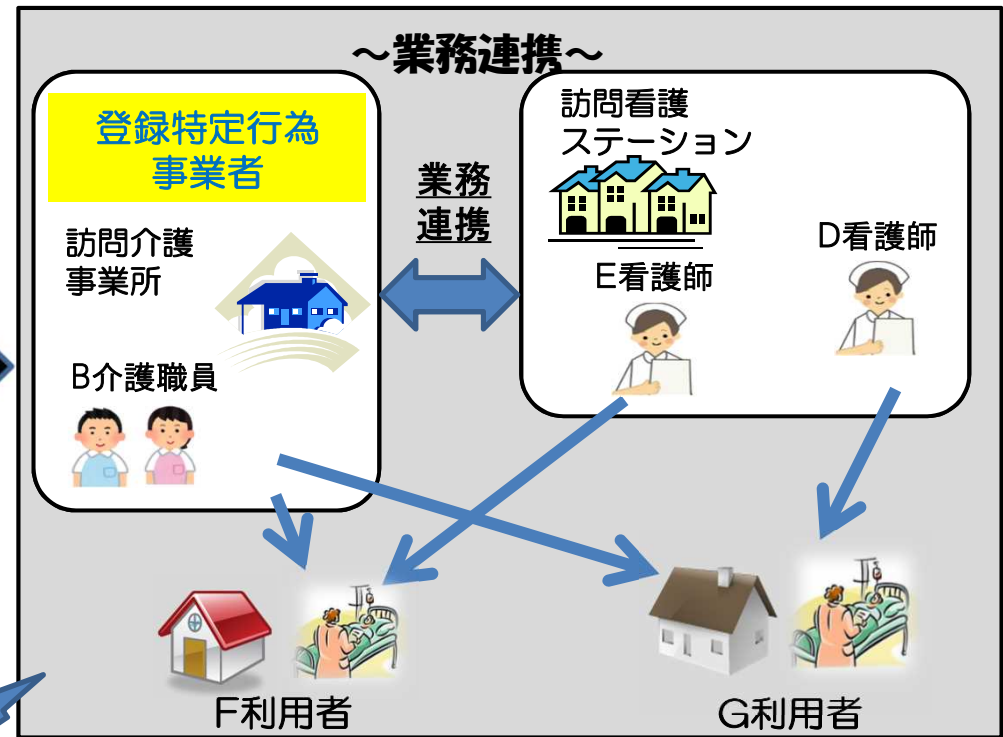 ～業務連携～
登録特定行為
事業者
訪問介護
事業所
B介護職員
業務
連携
訪問看護
ステーション
D看護師
E看護師
F利用者
G利用者